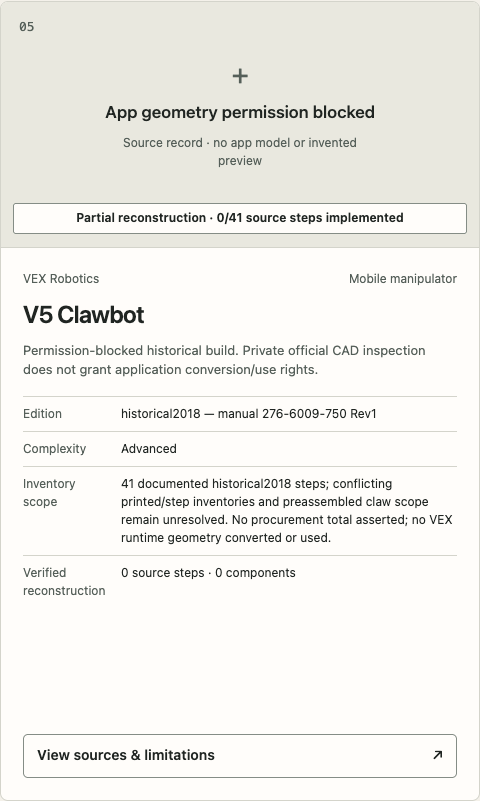 05
App geometry permission blocked
Source record · no app model or invented
preview
Partial reconstruction · 0/41 source steps implemented
VEX Robotics
Mobile manipulator
V5 Clawbot
Permission-blocked historical build. Private official CAD inspection
does not grant application conversion/use rights.
Edition
historical2018 — manual 276-6009-750 Rev1
Complexity
Advanced
Inventory
scope
41 documented historical2018 steps; conflicting
printed/step inventories and preassembled claw scope
remain unresolved. No procurement total asserted; no VEX
runtime geometry converted or used.
Verified
reconstruction
0 source steps · 0 components
View sources & limitations